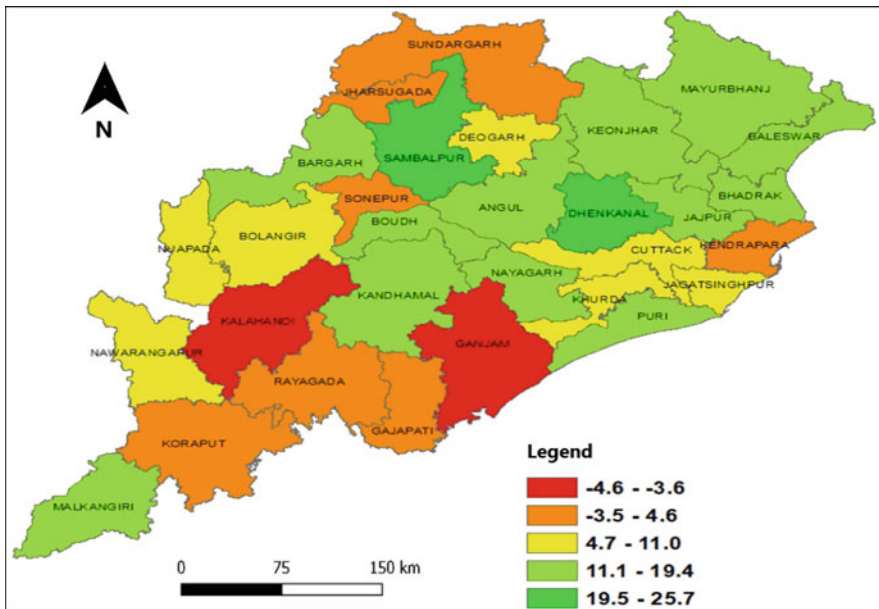 SUNDARGARH
MAYURBHANJ
JHARSUGADA
N
DEOGARH
KEONJHAR
BALESWAR
BARGARH
SAMBALPUR
BHADRAK
SONEPUR
ANGUL
DHENKANAL
JAJPUR
BOUDH
BOLANGIR
NUAPADA
CUTTACK
KENDRAPARA
NAYAGARH
JAGATSINGHPUR
KANDHAMAL
KHURDA
KALAHANDI
PURI
GANJAM
NAWARANGAPUR
RAYAGADA
GAJAPATI
KORAPUT
MALKANGIRI
Legend
-4.6 - -3.6
-3.5 - 4.6
4.7 - 11.0
11.1 - 19.4
19.5 - 25.7
0 75 150 km